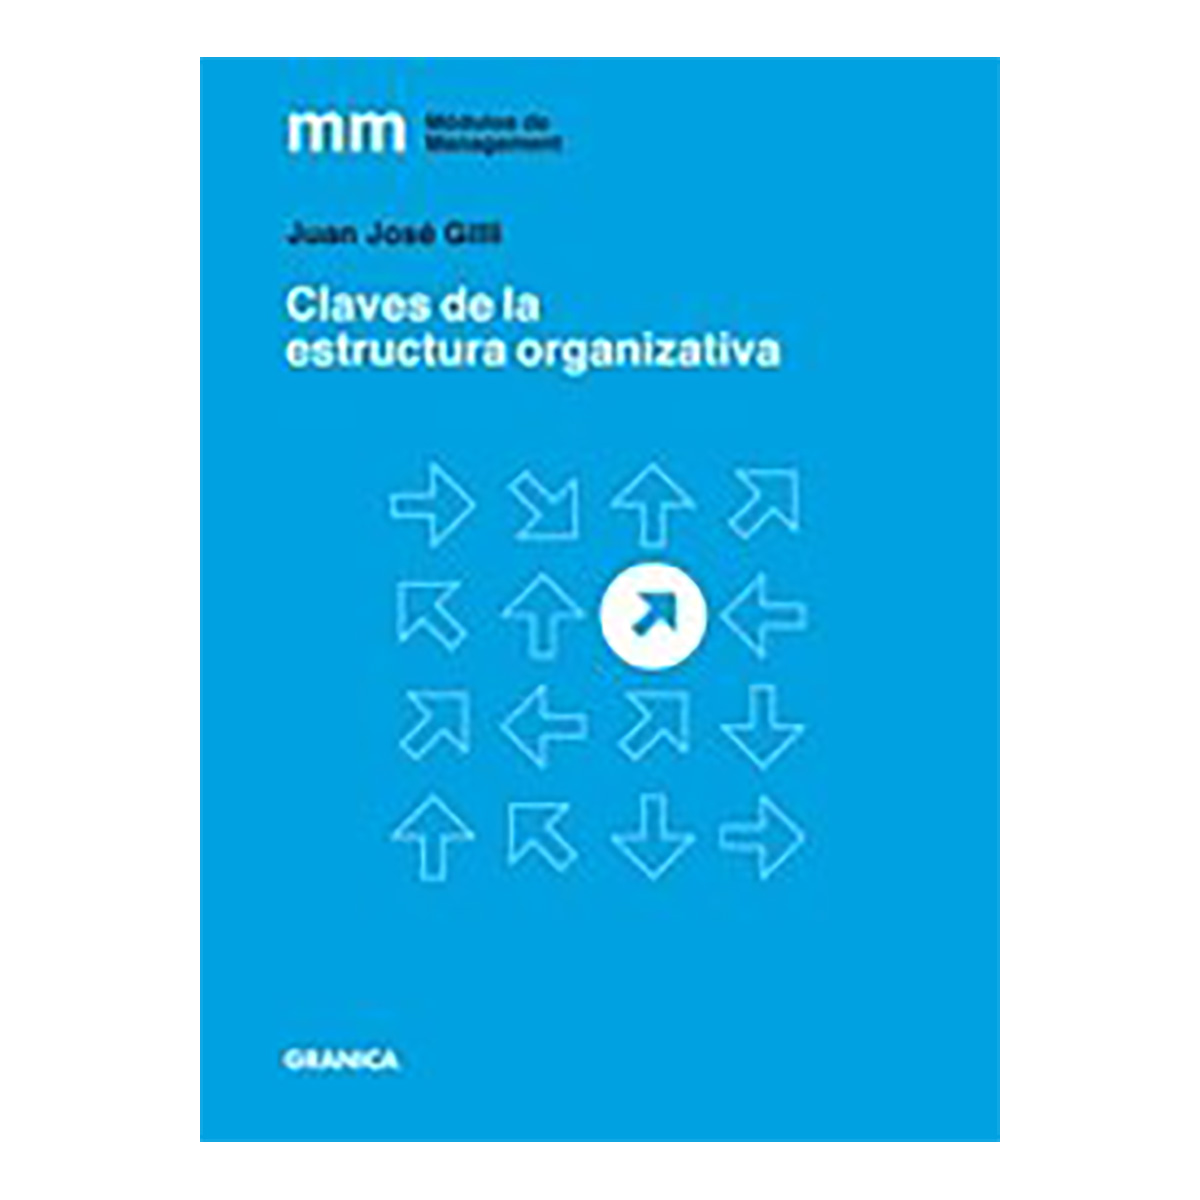 mm
Módulos de
Management
Juan José Gilli
Claves de la
estructura organizativa
GRANICA